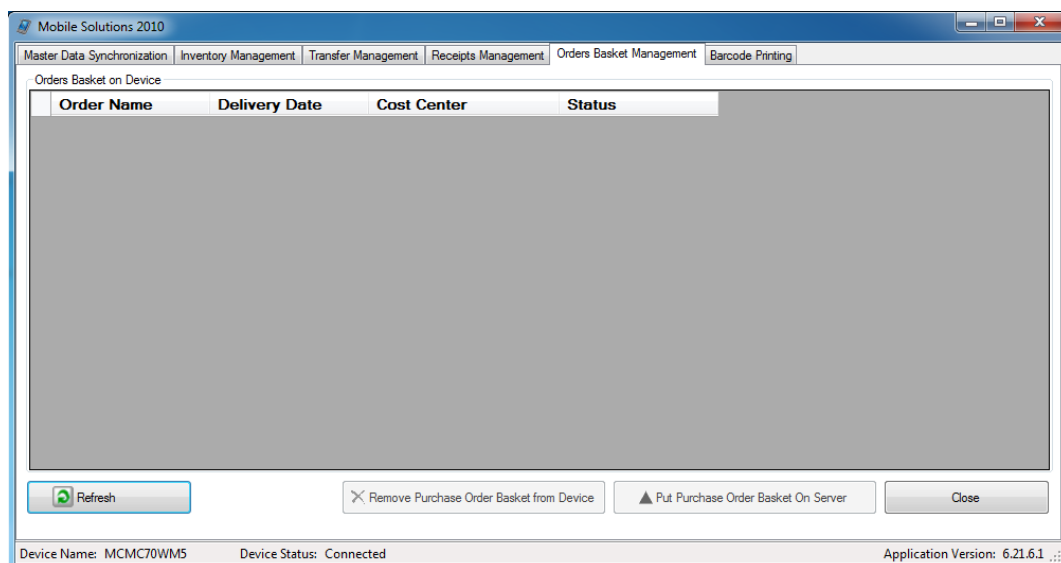 Mobile Solutions 2010
Master Data Synchronization Inventory Management Transfer Management Receipts Management Orders Basket Management Barcode Printing
Orders Basket on Device
Order Name Delivery Date Cost Center Status
Refresh Remove Purchase Order Basket from Device Put Purchase Order Basket On Server Close
Device Name: MCMC70WM5 Device Status: Connected Application Version: 6.21.6.1